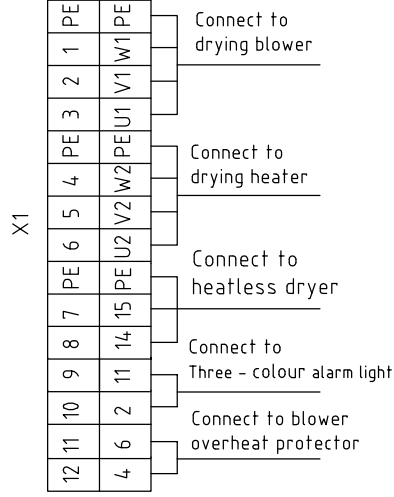 X1
PE PE
1 W1
2 V1
3 U1
PE PE
4 W2
5 V2
6 U2
PE PE
7 15
8 14
9 11
10 2
11 6
12 4
Connect to
drying blower
Connect to
drying heater
Connect to
heatless dryer
Connect to
Three - colour alarm light
Connect to blower
overheat protector